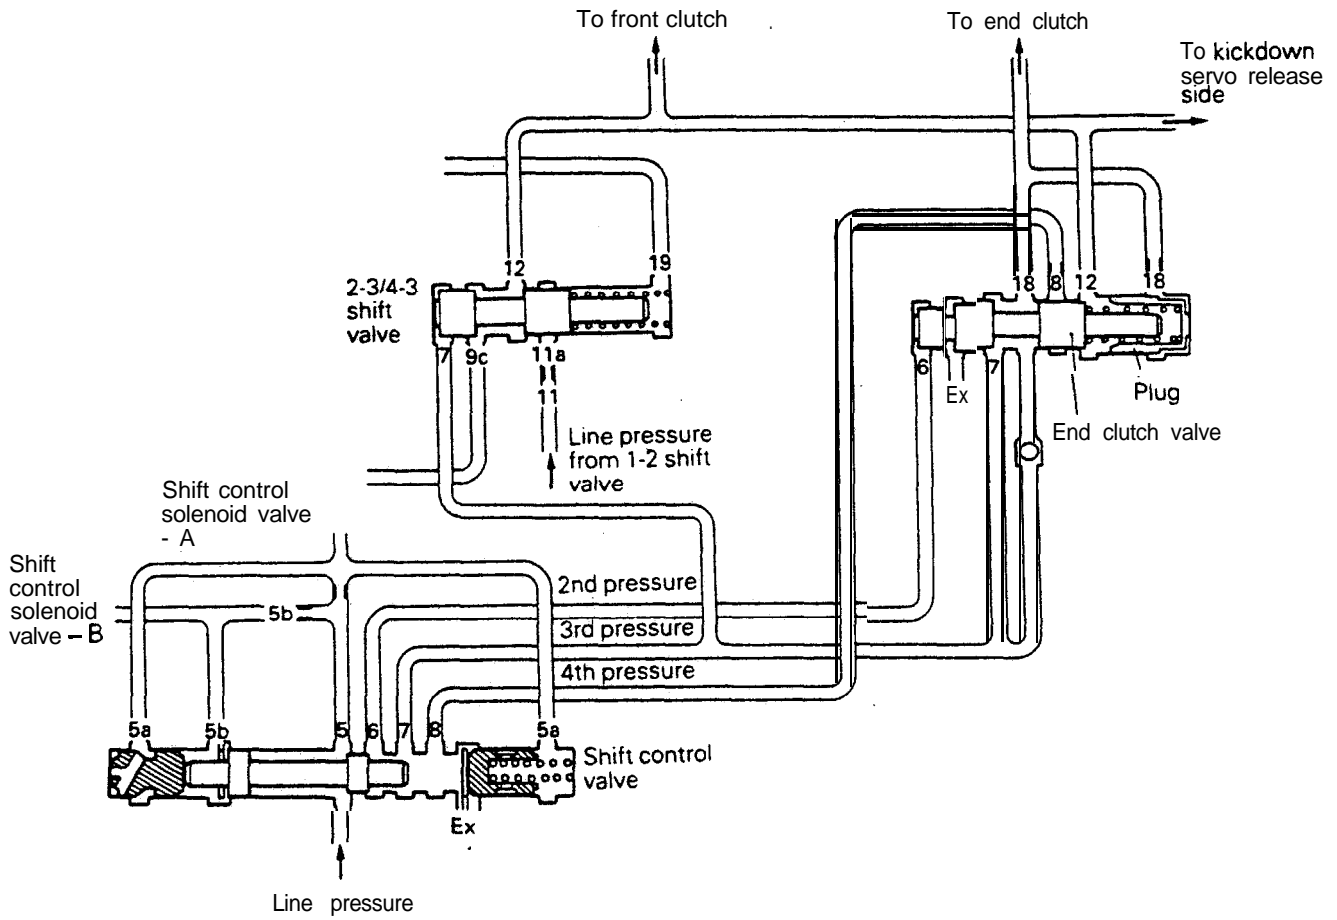 To front clutch
To end clutch
To kickdown
servo release
side
12
19
2-3/4-3
shift
valve
18
8
12
18
7
9c
11a
11
6
Ex
7
Plug
End clutch valve
Line pressure
from 1-2 shift
valve
Shift control
solenoid valve
- A
Shift
control
solenoid
valve - B
5b
2nd pressure
3rd pressure
4th pressure
5a
5b
5
6
7
8
5a
Shift control
valve
Ex
Line pressure